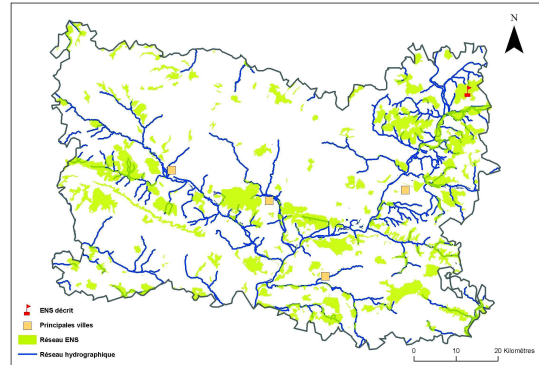 N
ENS décrit
Principales villes
Réseau ENS
Réseau hydrographique
0 10 20 Kilomètres